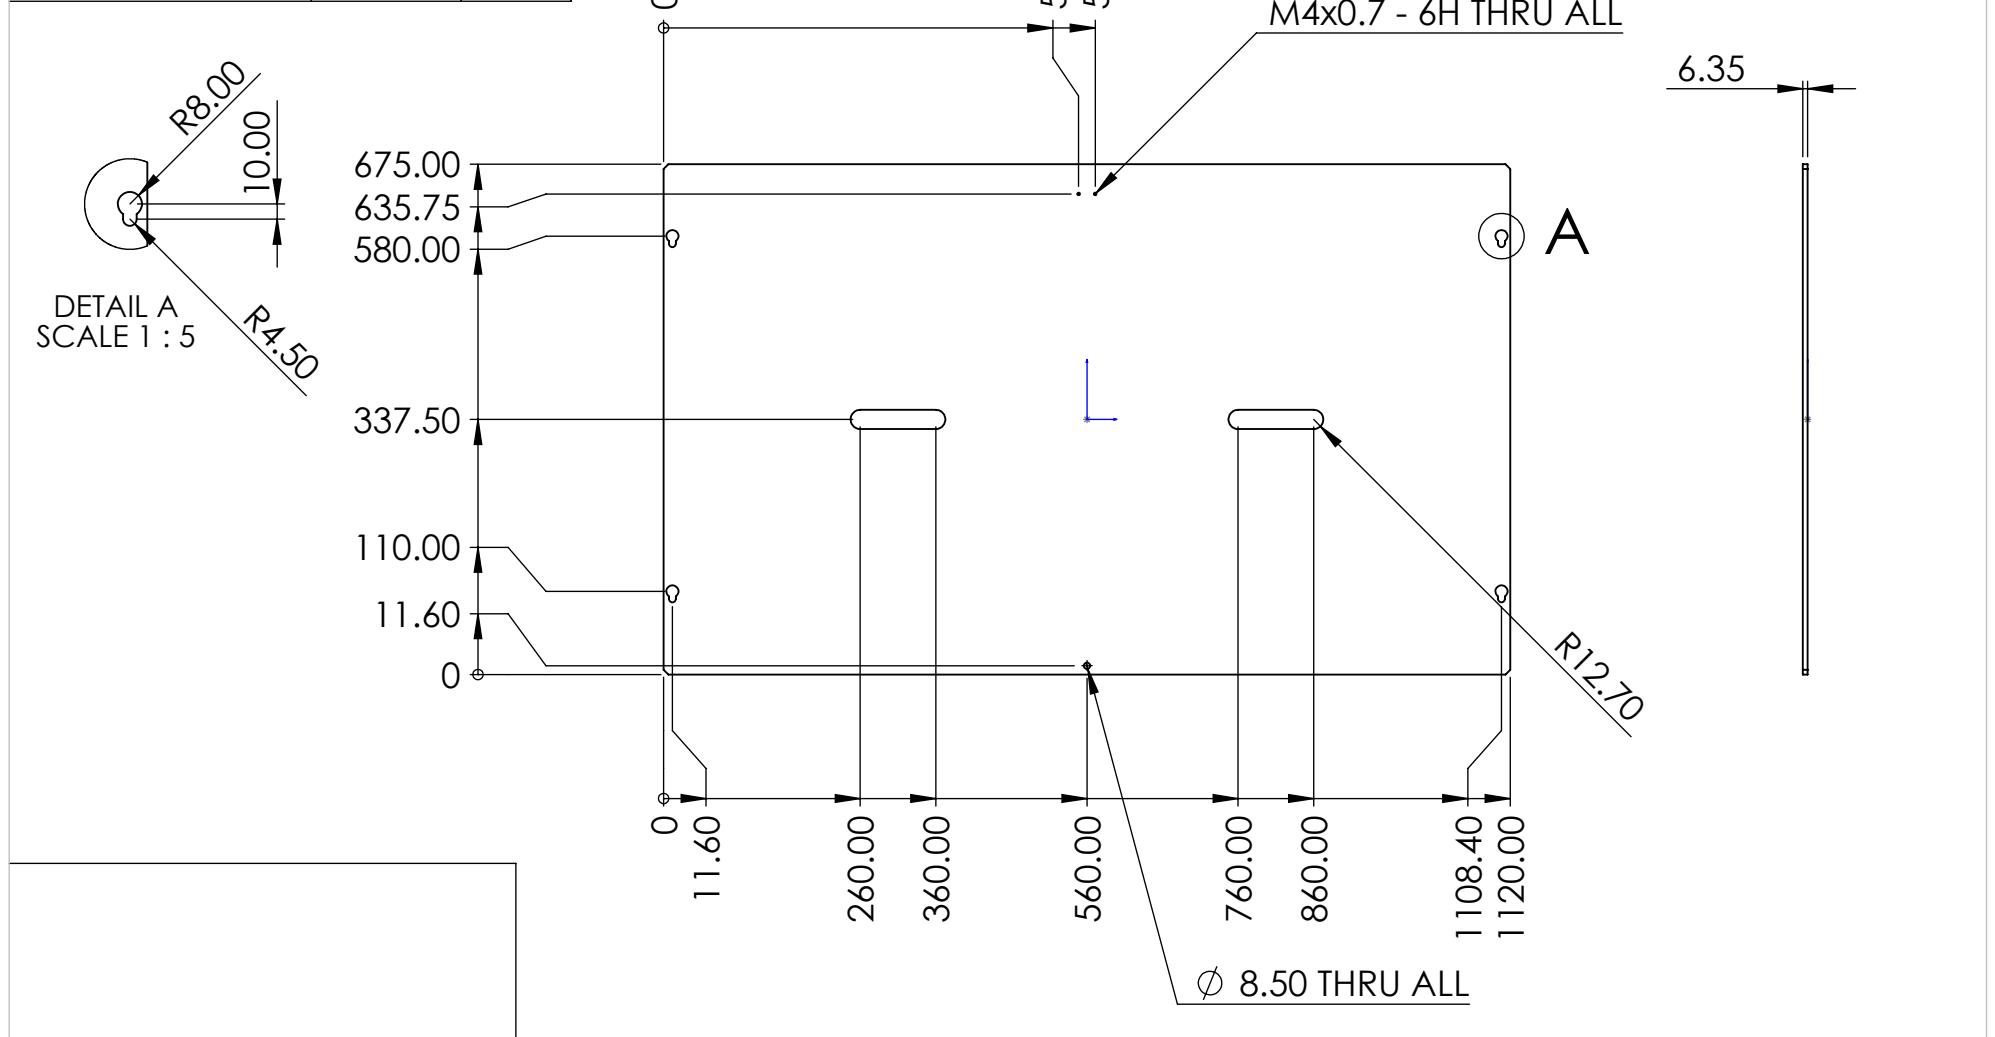 0
M4x0.7 - 6H THRU ALL
6.35
R8.00
10.00
675.00
635.75
580.00
A
DETAIL A
SCALE 1 : 5
R4.50
337.50
110.00
11.60
0
R12.70
0
11.60
260.00
360.00
560.00
760.00
860.00
1108.40
1120.00
⌀ 8.50 THRU ALL